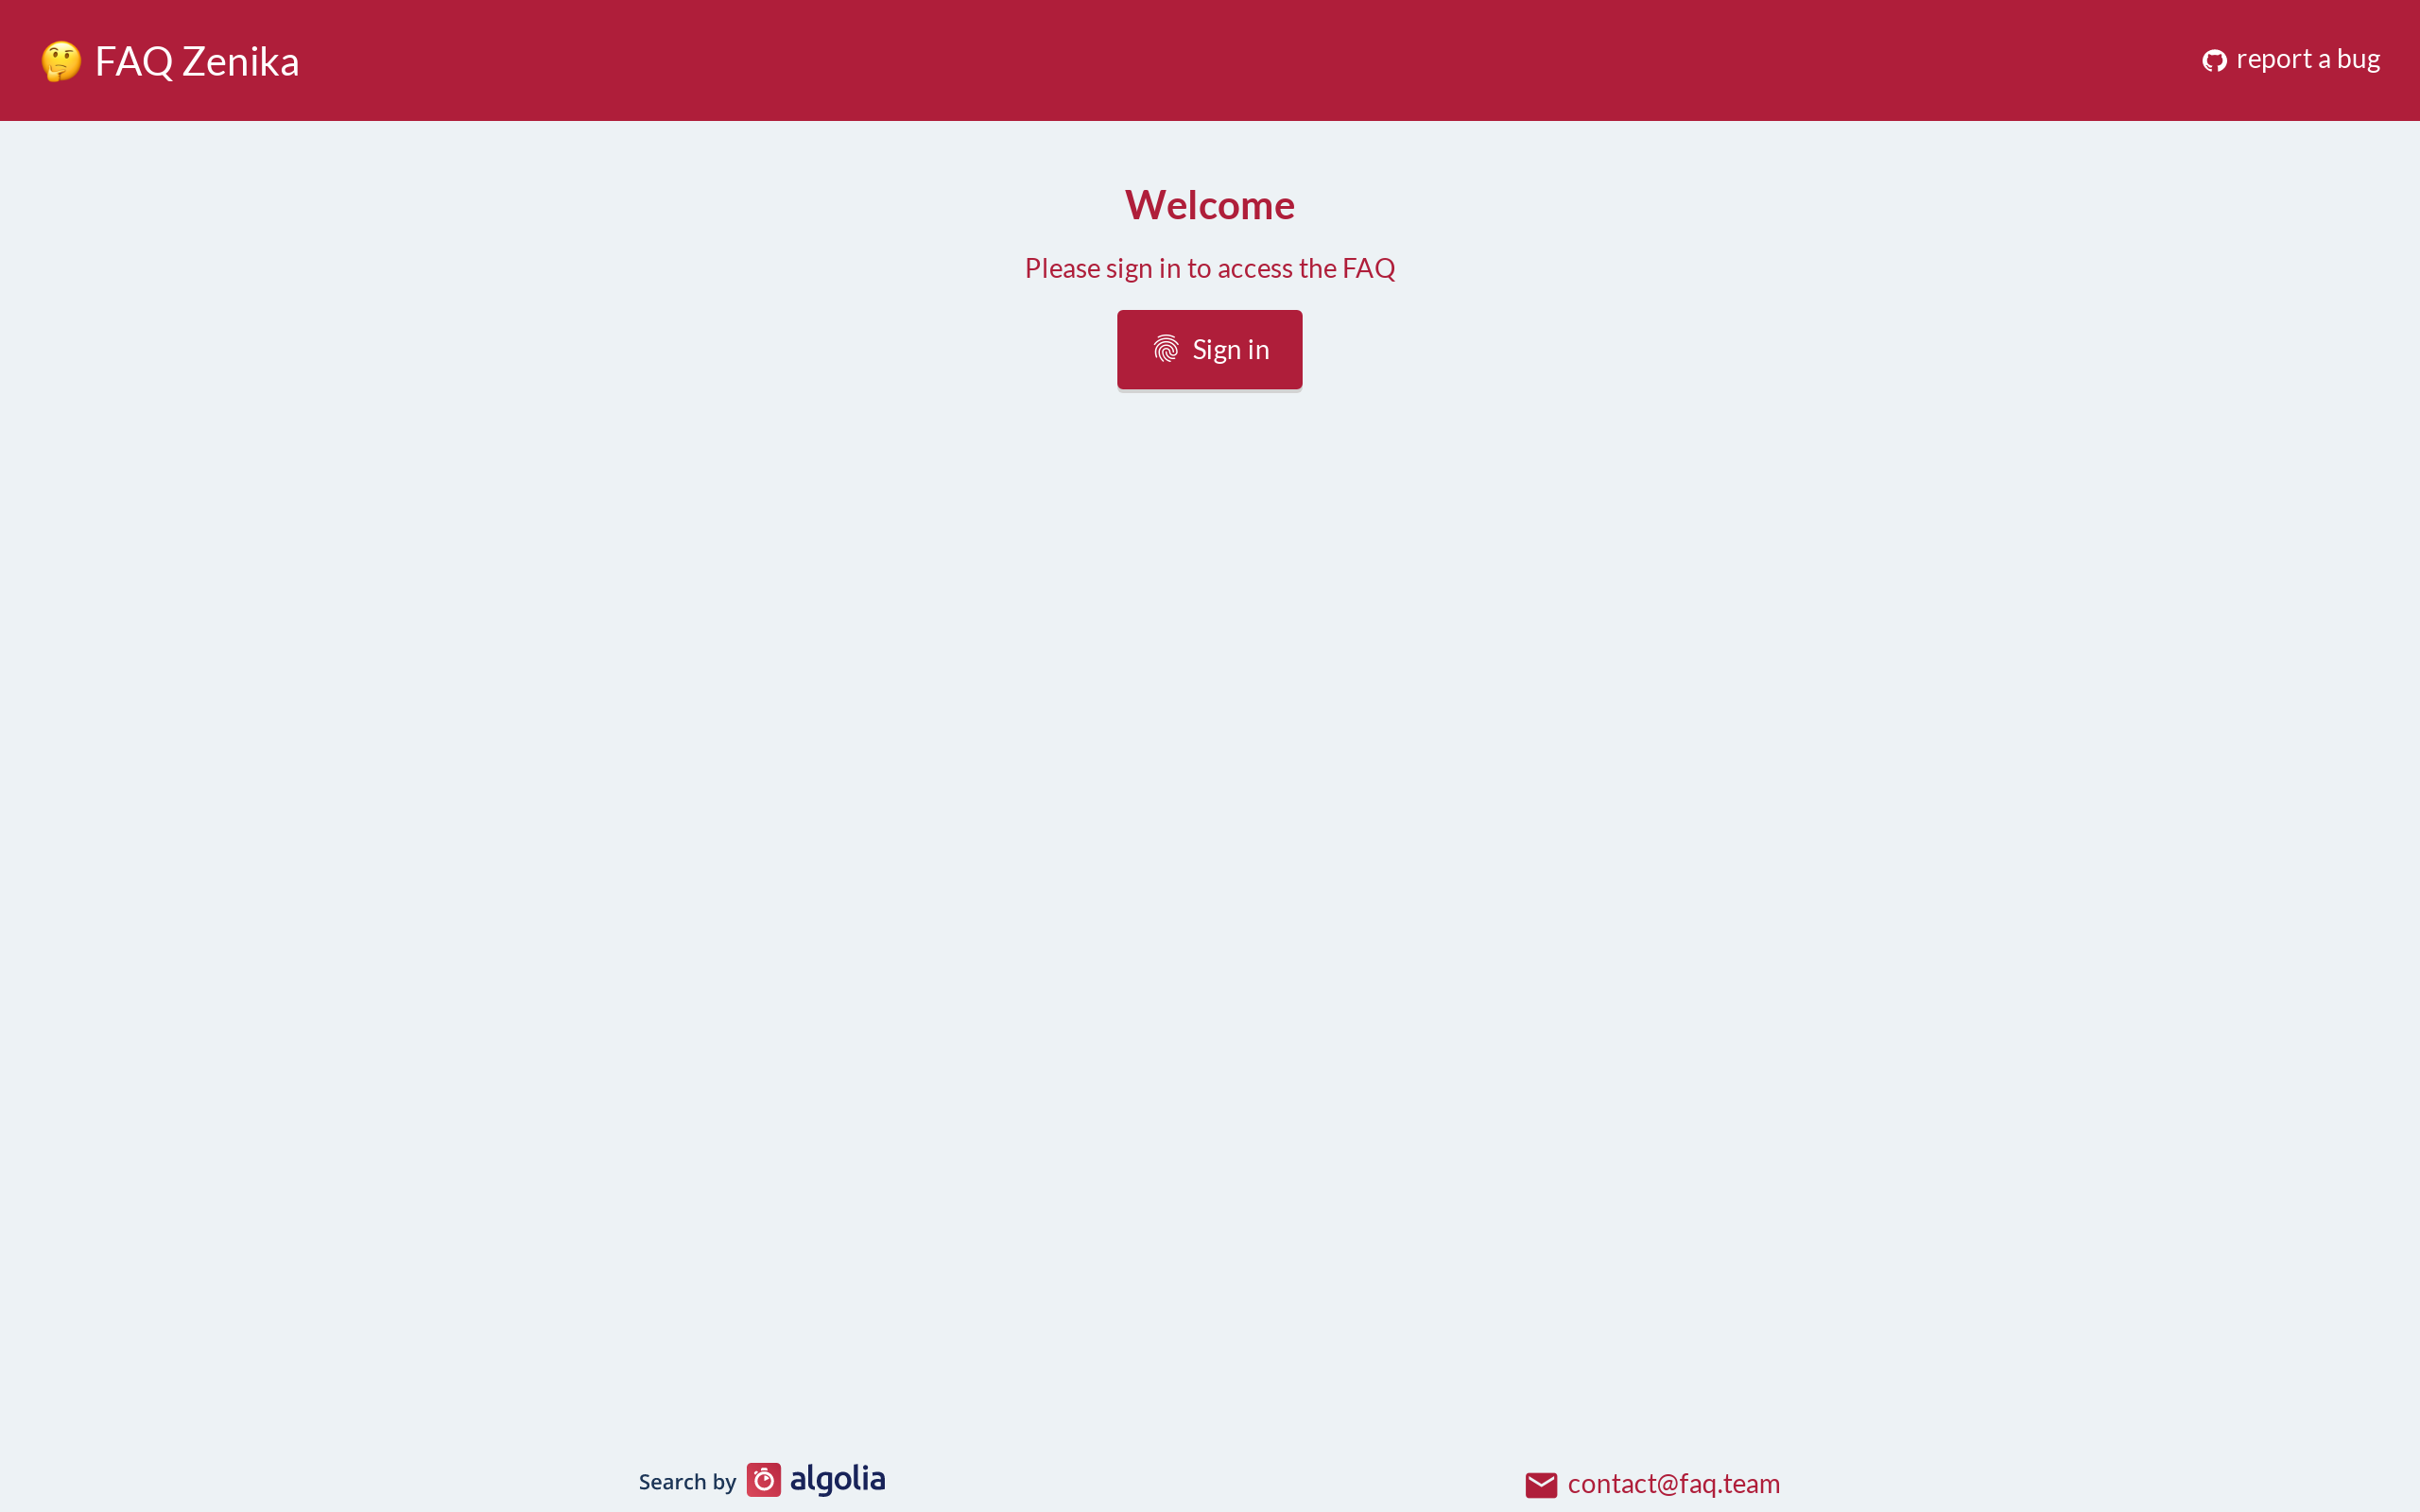 🤔 FAQ Zenika
report a bug
Welcome
Please sign in to access the FAQ
Sign in
Search by algolia
contact@faq.team